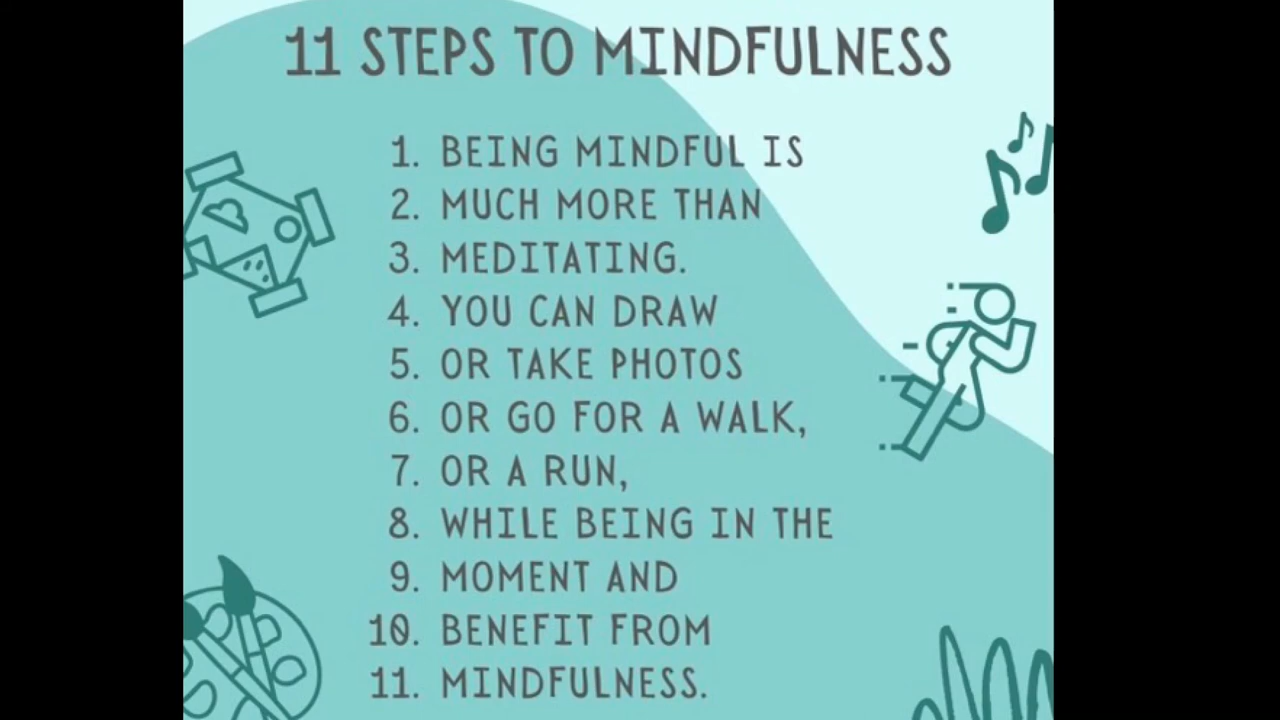 11 STEPS TO MINDFULNESS
1. BEING MINDFUL IS
2. MUCH MORE THAN
3. MEDITATING.
4. YOU CAN DRAW
5. OR TAKE PHOTOS
6. OR GO FOR A WALK,
7. OR A RUN,
8. WHILE BEING IN THE
9. MOMENT AND
10. BENEFIT FROM
11. MINDFULNESS.